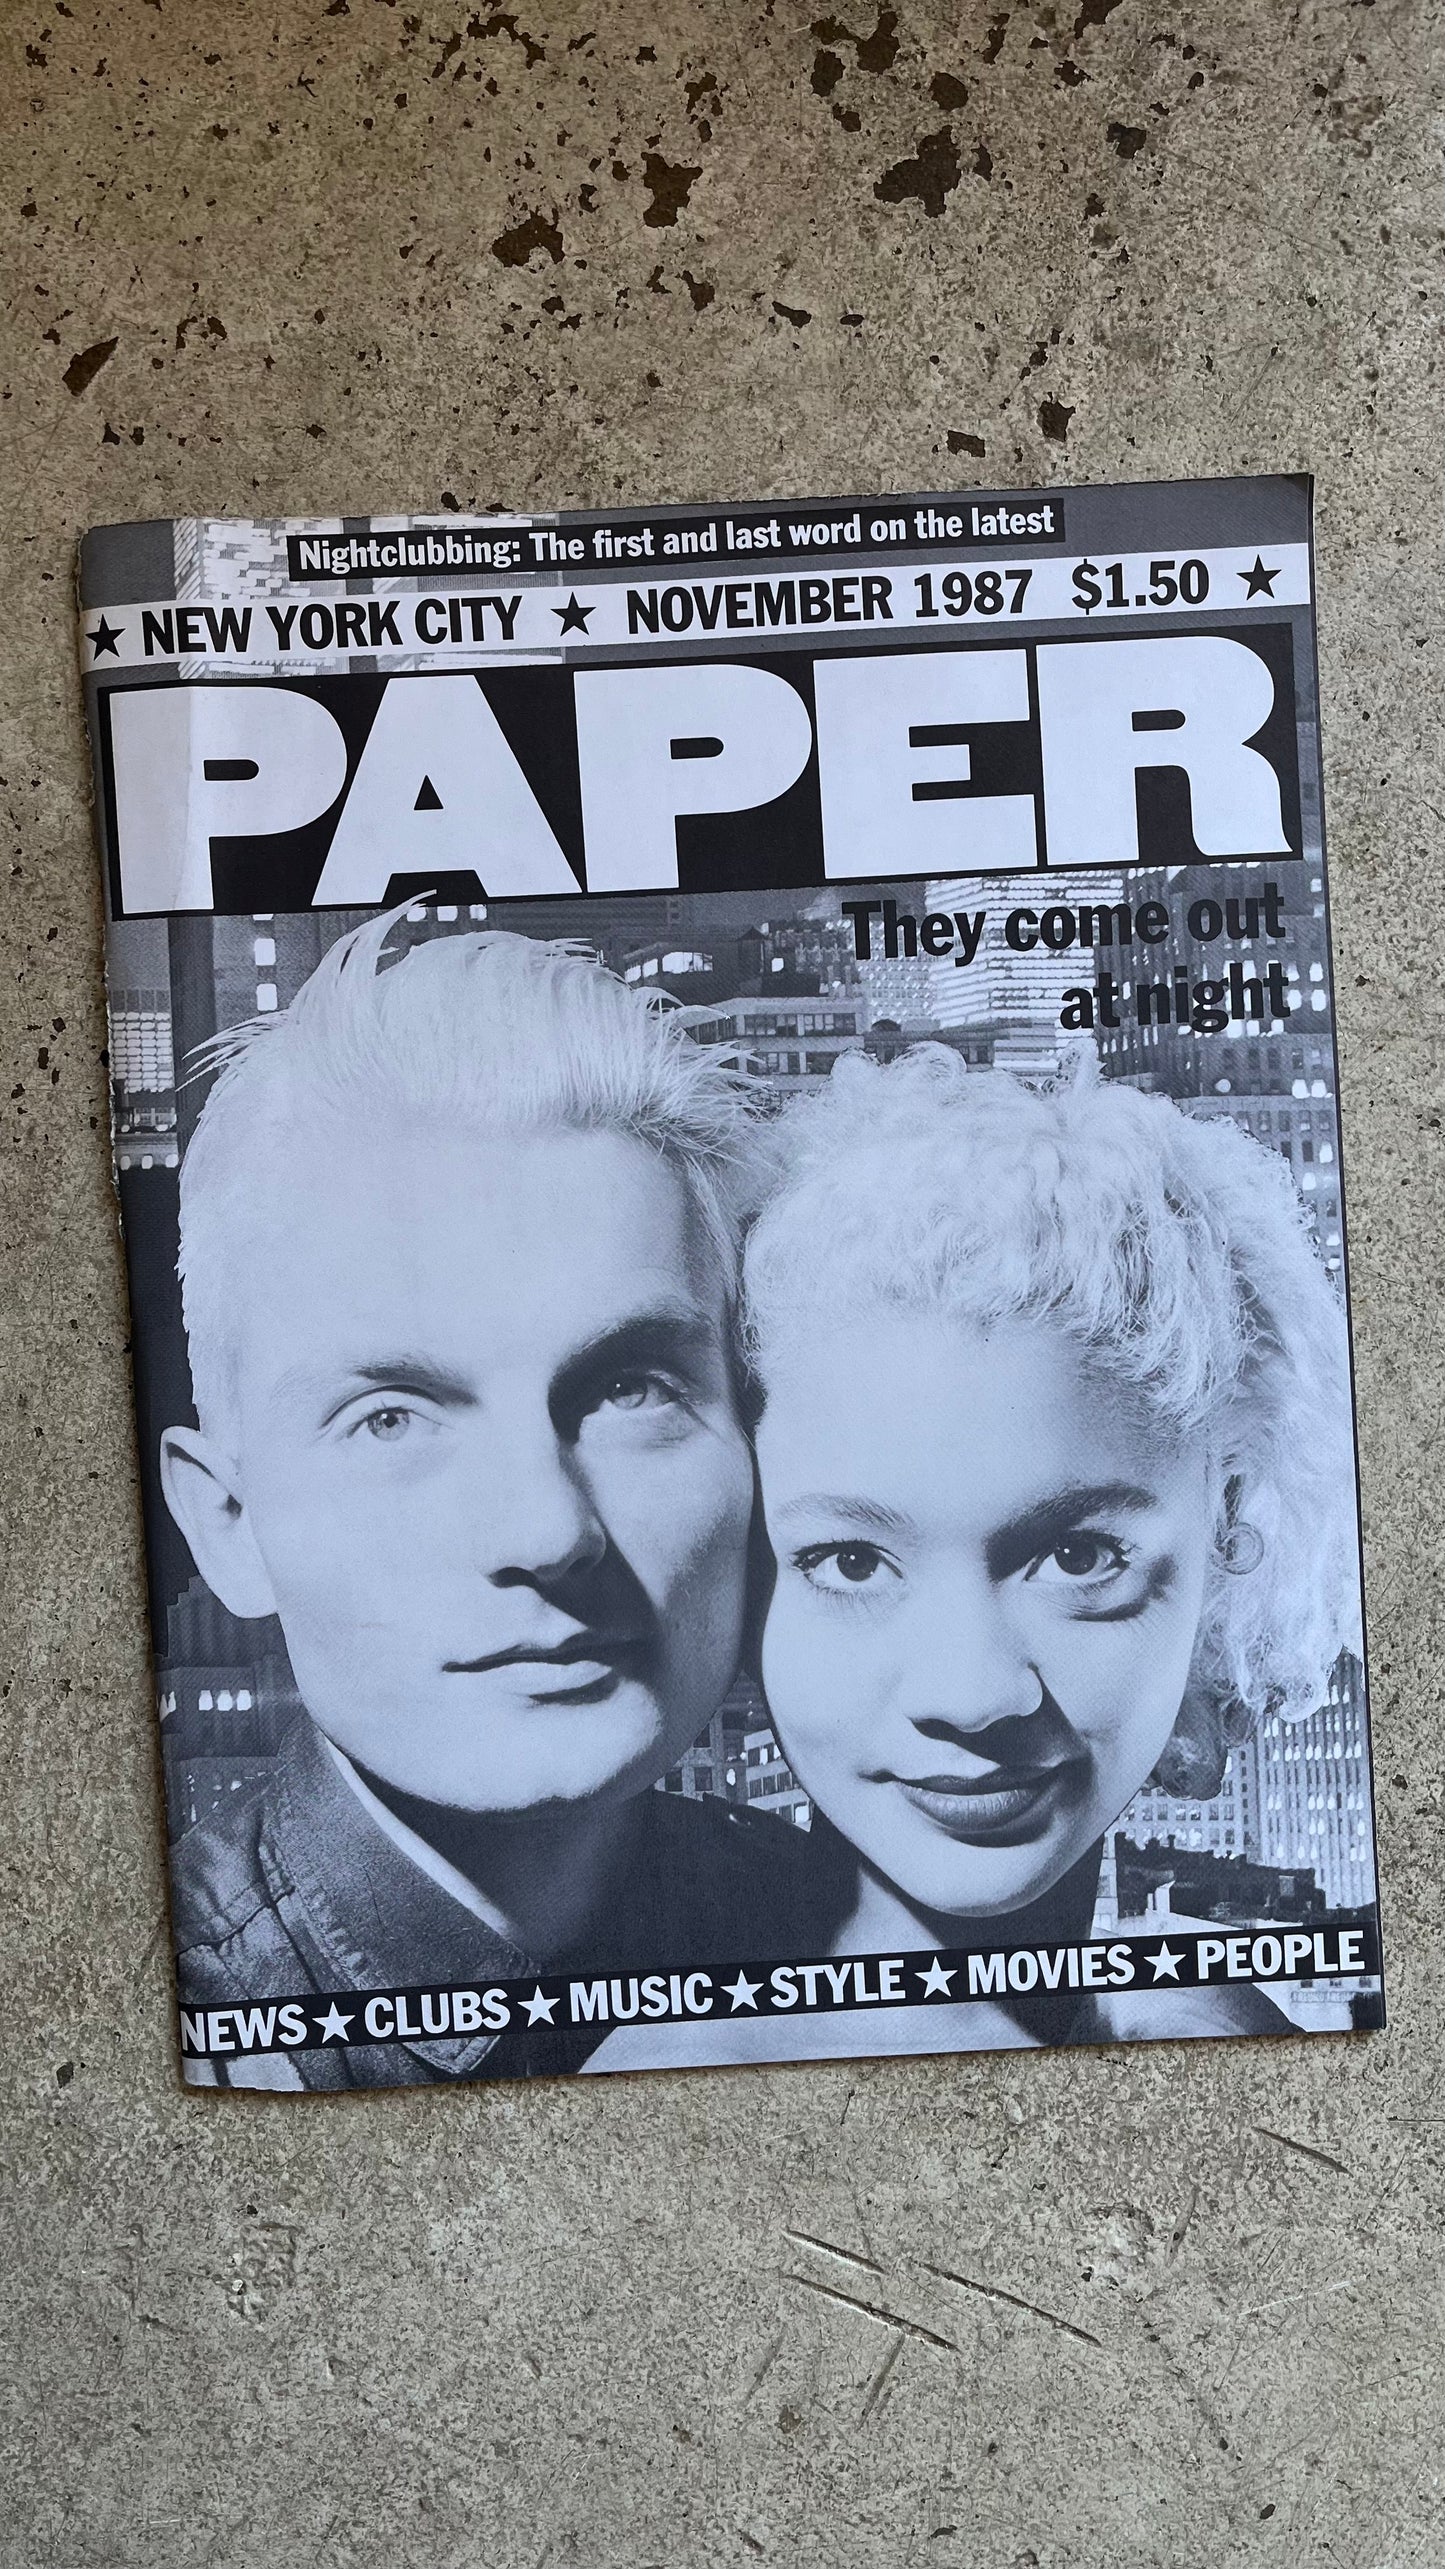 Nightclubbing: The first and last word on the latest
★ NEW YORK CITY ★ NOVEMBER 1987 $1.50 ★
PAPER
They come out
at night
NEWS ★ CLUBS ★ MUSIC ★ STYLE ★ MOVIES ★ PEOPLE